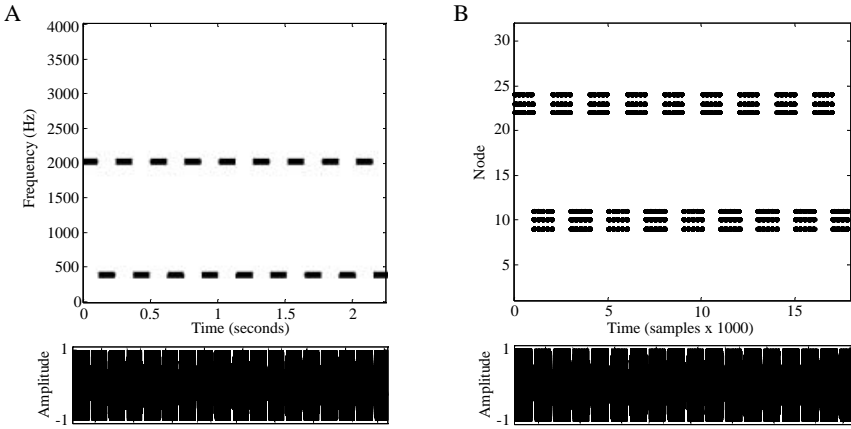 A
4000
3500
3000
2500
2000
1500
1000
500
0
Frequency (Hz)
0 0.5 1 1.5 2
Time (seconds)
1
-1
Amplitude
B
30
25
20
15
10
5
Node
0 5 10 15
Time (samples x 1000)
1
-1
Amplitude